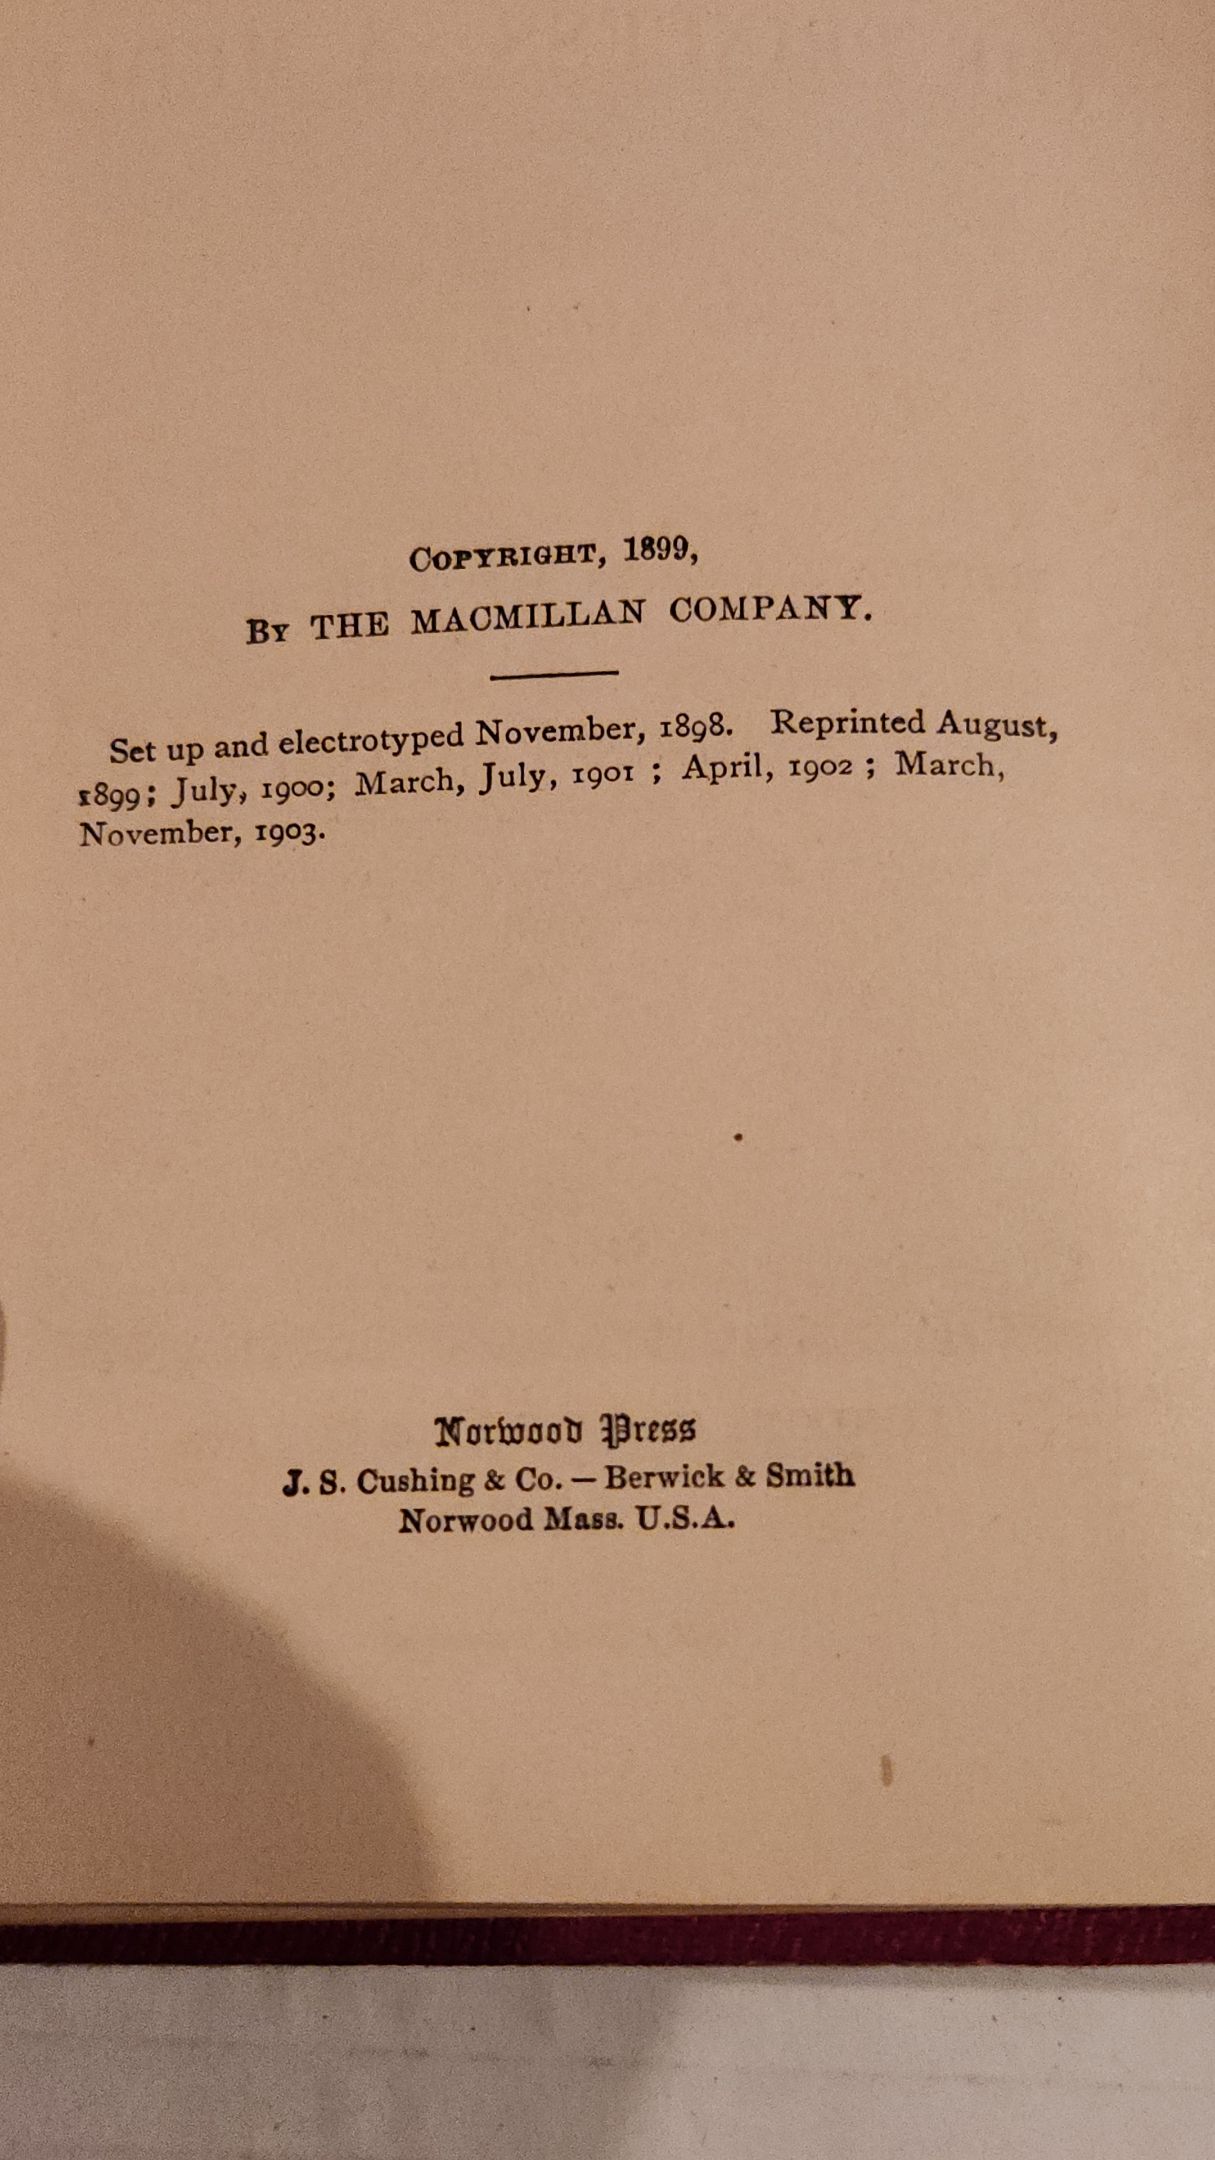 COPYRIGHT, 1899,
BY THE MACMILLAN COMPANY.
Set up and electrotyped November, 1898. Reprinted August,
1899; July, 1900; March, July, 1901 ; April, 1902 ; March,
November, 1903.
Norwood Press
J. S. Cushing & Co. — Berwick & Smith
Norwood Mass. U.S.A.